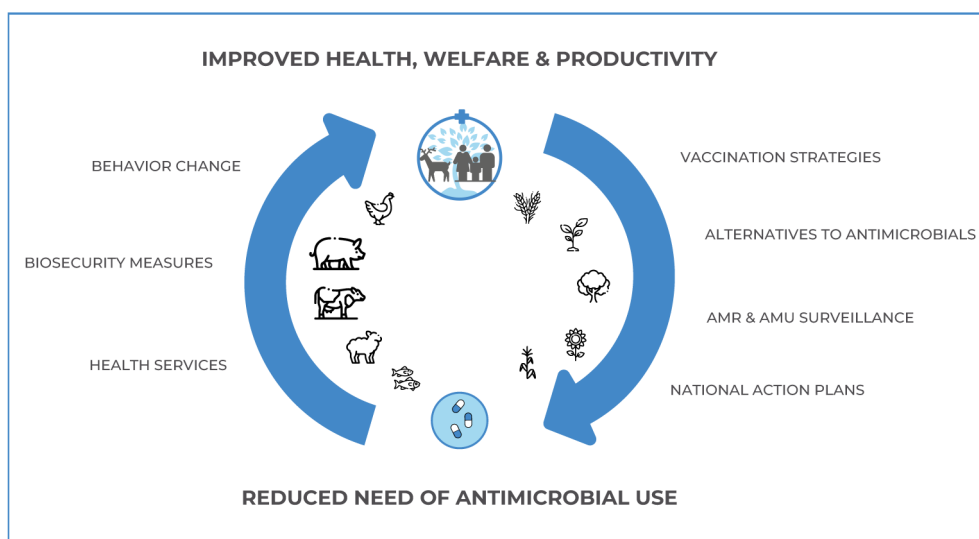 IMPROVED HEALTH, WELFARE & PRODUCTIVITY
BEHAVIOR CHANGE
BIOSECURITY MEASURES
HEALTH SERVICES
VACCINATION STRATEGIES
ALTERNATIVES TO ANTIMICROBIALS
AMR & AMU SURVEILLANCE
NATIONAL ACTION PLANS
REDUCED NEED OF ANTIMICROBIAL USE